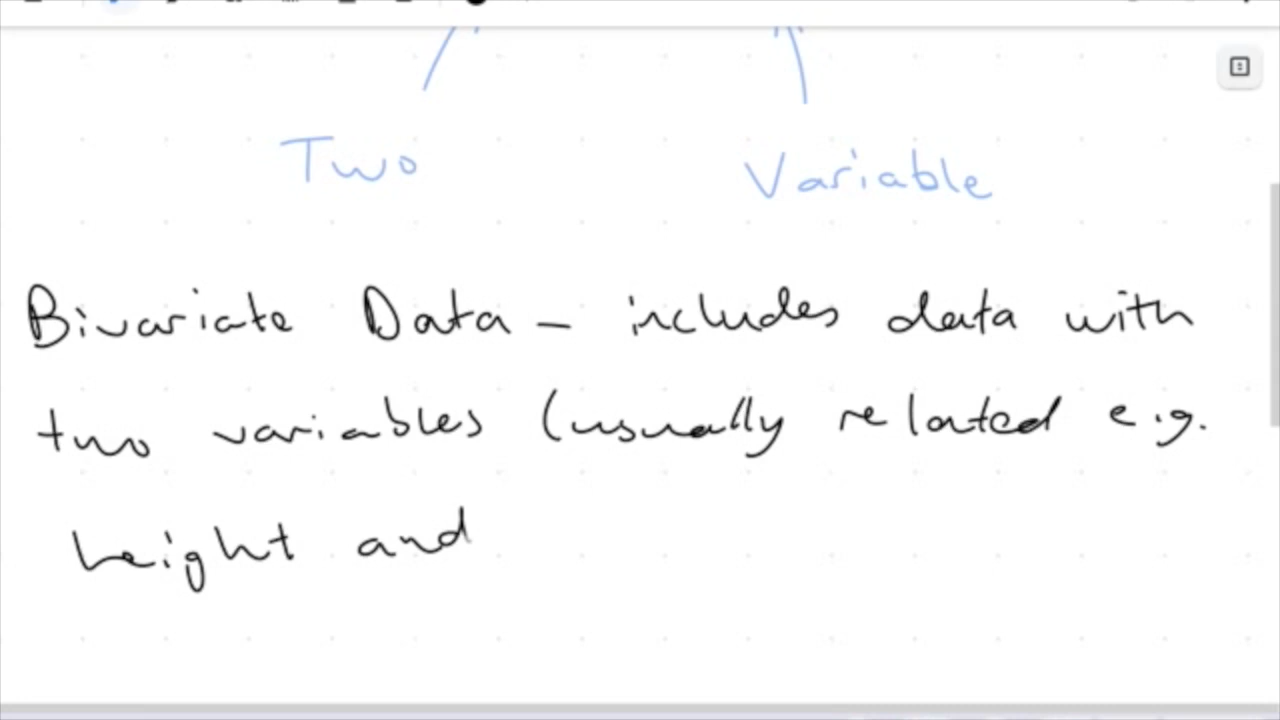 Two Variable
Bivariate Data - includes data with
two variables (usually related e.g.
height and